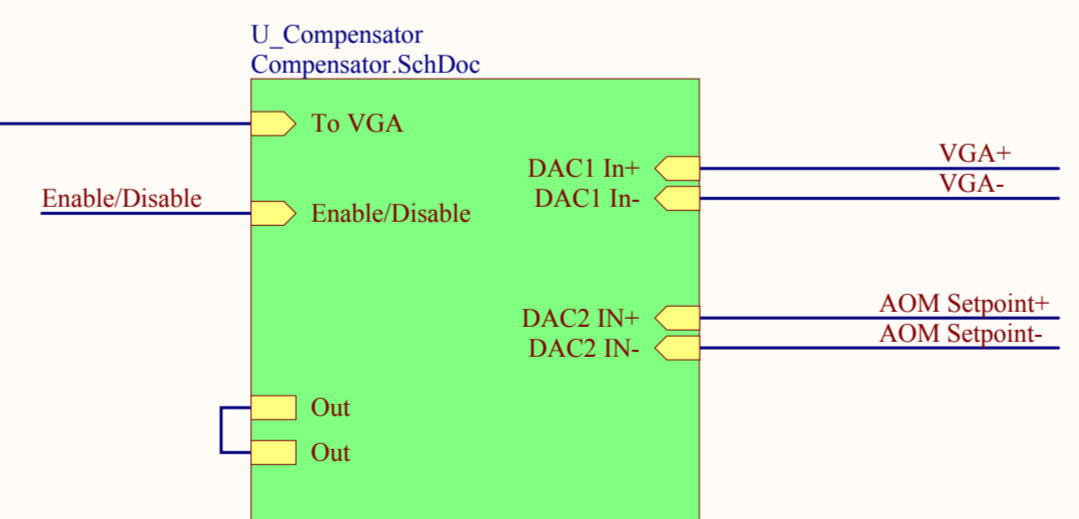 U_Compensator
Compensator.SchDoc
To VGA
DAC1 In+
VGA+
DAC1 In-
VGA-
Enable/Disable
Enable/Disable
DAC2 IN+
AOM Setpoint+
DAC2 IN-
AOM Setpoint-
Out
Out